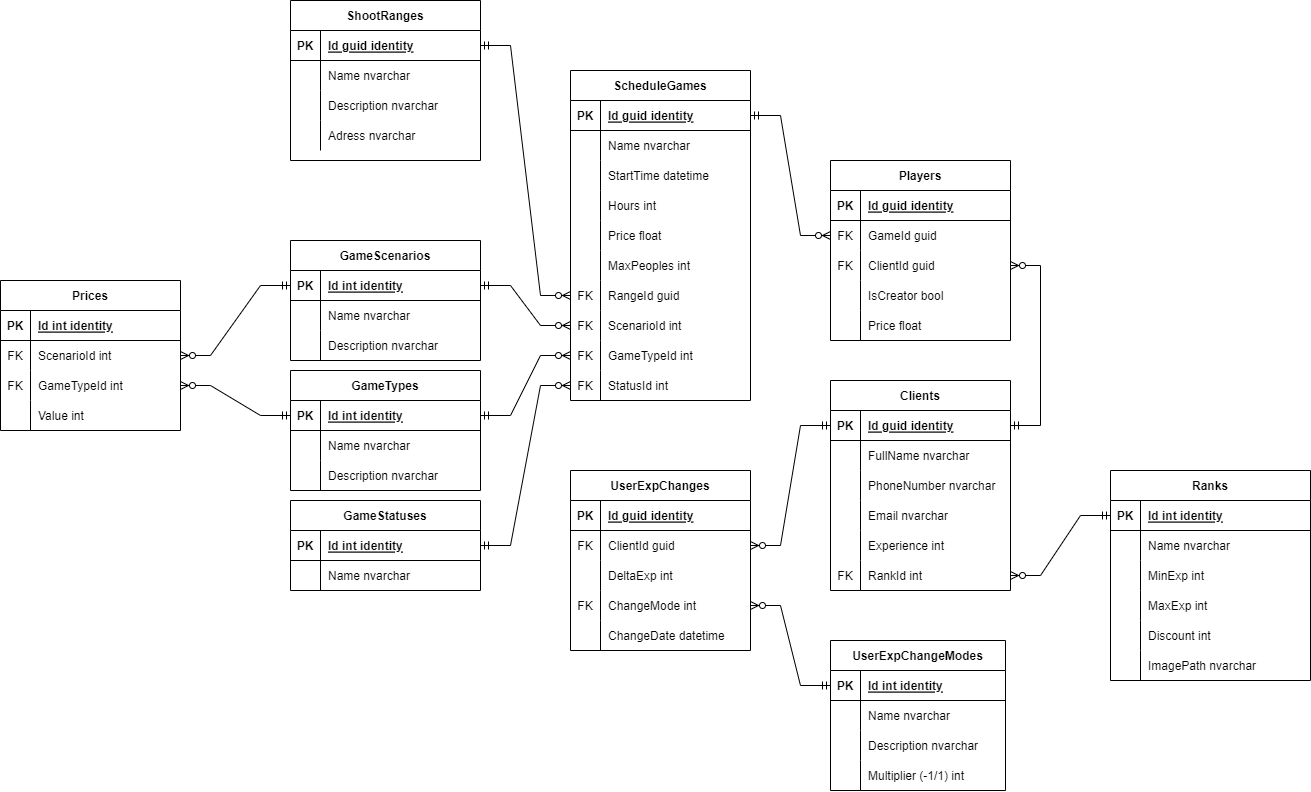 ShootRanges
PK Id guid identity
Name nvarchar
Description nvarchar
Adress nvarchar
ScheduleGames
PK Id guid identity
Name nvarchar
StartTime datetime
Hours int
Price float
MaxPeoples int
FK RangeId guid
FK ScenarioId int
FK GameTypeId int
FK StatusId int
Players
PK Id guid identity
FK GameId guid
FK ClientId guid
IsCreator bool
Price float
GameScenarios
PK Id int identity
Name nvarchar
Description nvarchar
Prices
PK Id int identity
FK ScenarioId int
FK GameTypeId int
Value int
GameTypes
PK Id int identity
Name nvarchar
Description nvarchar
GameStatuses
PK Id int identity
Name nvarchar
Clients
PK Id guid identity
FullName nvarchar
PhoneNumber nvarchar
Email nvarchar
Experience int
FK RankId int
UserExpChanges
PK Id guid identity
FK ClientId guid
DeltaExp int
FK ChangeMode int
ChangeDate datetime
Ranks
PK Id int identity
Name nvarchar
MinExp int
MaxExp int
Discount int
ImagePath nvarchar
UserExpChangeModes
PK Id int identity
Name nvarchar
Description nvarchar
Multiplier (-1/1) int